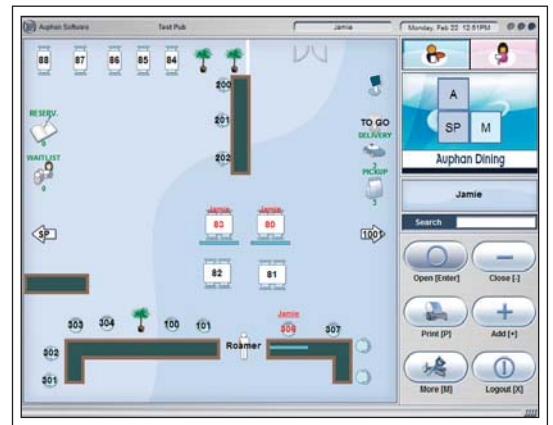 Auphan Software
Test Pub
Jamie
Monday, Feb 22 12:51PM
88
87
86
85
84
200
RESERV.
0
201
TO GO
DELIVERY
2
WAITLIST
0
202
PICKUP
3
A
SP
M
Auphan Dining
Jamie
Search
Jamie
83
Jamie
80
SP
1001
82
81
Open [Enter]
Close [-]
303
304
100
101
Jamie
306
307
Roamer
302
301
Print [P]
Add [+]
More [M]
Logout [X]